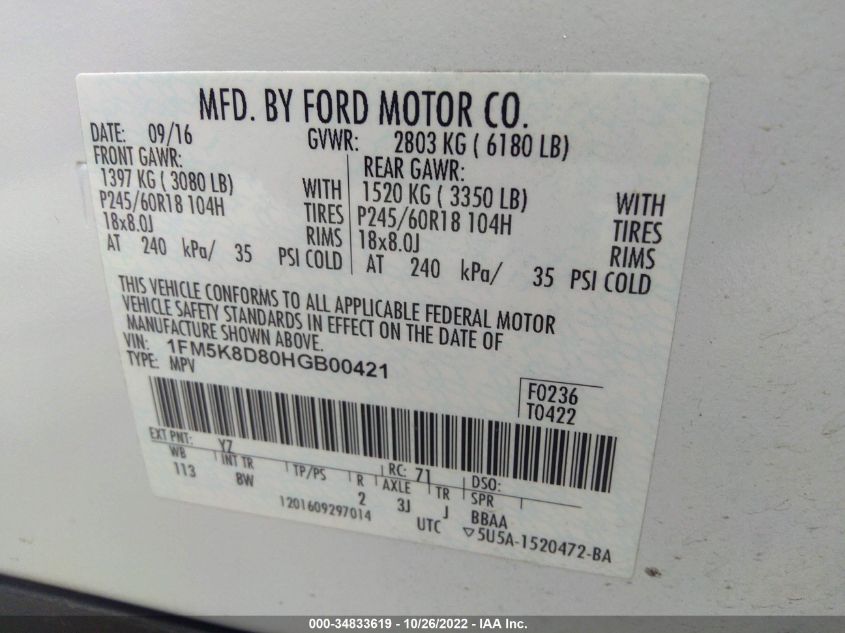 MFD. BY FORD MOTOR CO.
DATE: 09/16 GVWR: 2803 KG ( 6180 LB)
FRONT GAWR: REAR GAWR:
1397 KG ( 3080 LB) WITH 1520 KG ( 3350 LB) WITH
P245/60R18 104H TIRES P245/60R18 104H TIRES
18x8.0J RIMS 18x8.0J RIMS
AT 240 kPa/ 35 PSI COLD AT 240 kPa/ 35 PSI COLD
THIS VEHICLE CONFORMS TO ALL APPLICABLE FEDERAL MOTOR
VEHICLE SAFETY STANDARDS IN EFFECT ON THE DATE OF
MANUFACTURE SHOWN ABOVE.
VIN: 1FM5K8D80HGB00421
TYPE: MPV
F0236
T0422
EXT PNT: YZ RC: 71 DSO:
WB INT TR TP/PS R AXLE TR SPR
113 BW 2 3J J BBAA
1201609297014 UTC ▽5U5A-1520472-BA
000-34833619 - 10/26/2022 - IAA Inc.